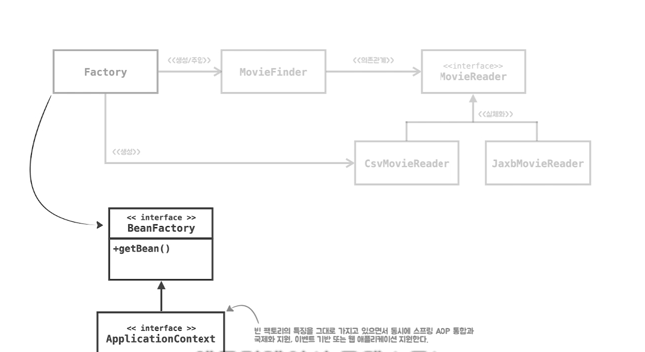 <<생성/주입>>
<<의존관계>>
Factory
MovieFinder
<<interface>>
MovieReader
<<실체화>>
<<생성>>
CsvMovieReader
JaxbMovieReader
<< interface >>
BeanFactory
+getBean()
<< interface >>
ApplicationContext
빈 팩토리의 특징을 그대로 가지고 있으면서 동시에 스프링 AOP 통합과
국제화 지원, 이벤트 기반 또는 웹 애플리케이션 지원한다.